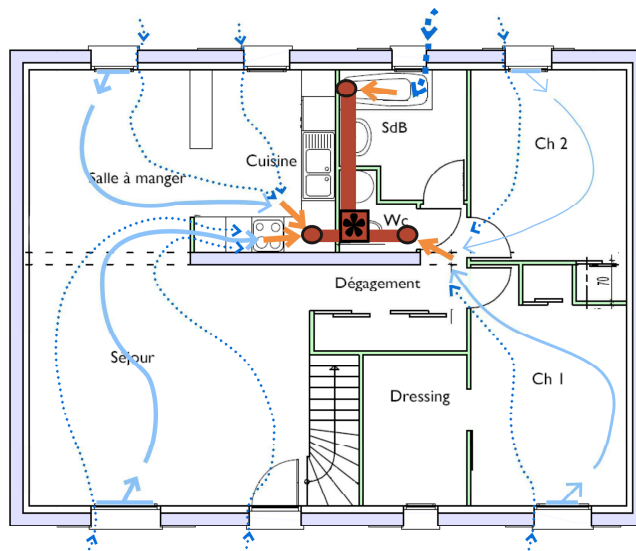 SdB
Ch 2
Cuisine
Salle à manger
Wc
Dégagement
70
Sejour
Ch 1
Dressing